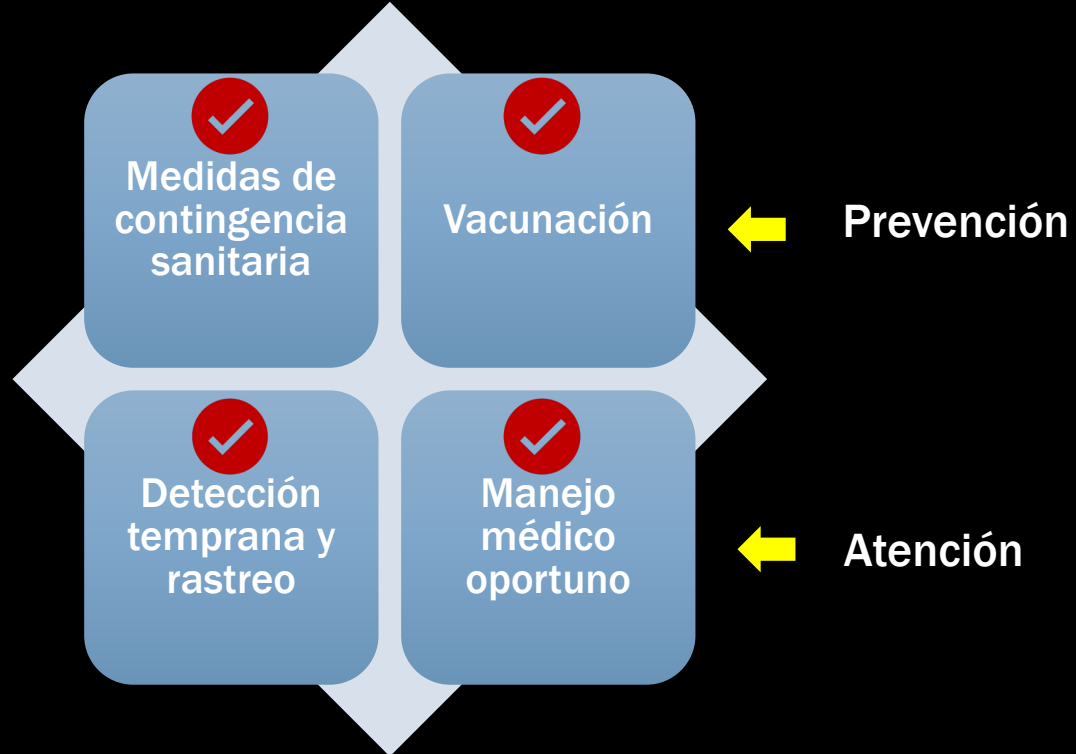 Medidas de
contingencia
sanitaria
Vacunación
Prevención
Detección
temprana y
rastreo
Manejo
médico
oportuno
Atención